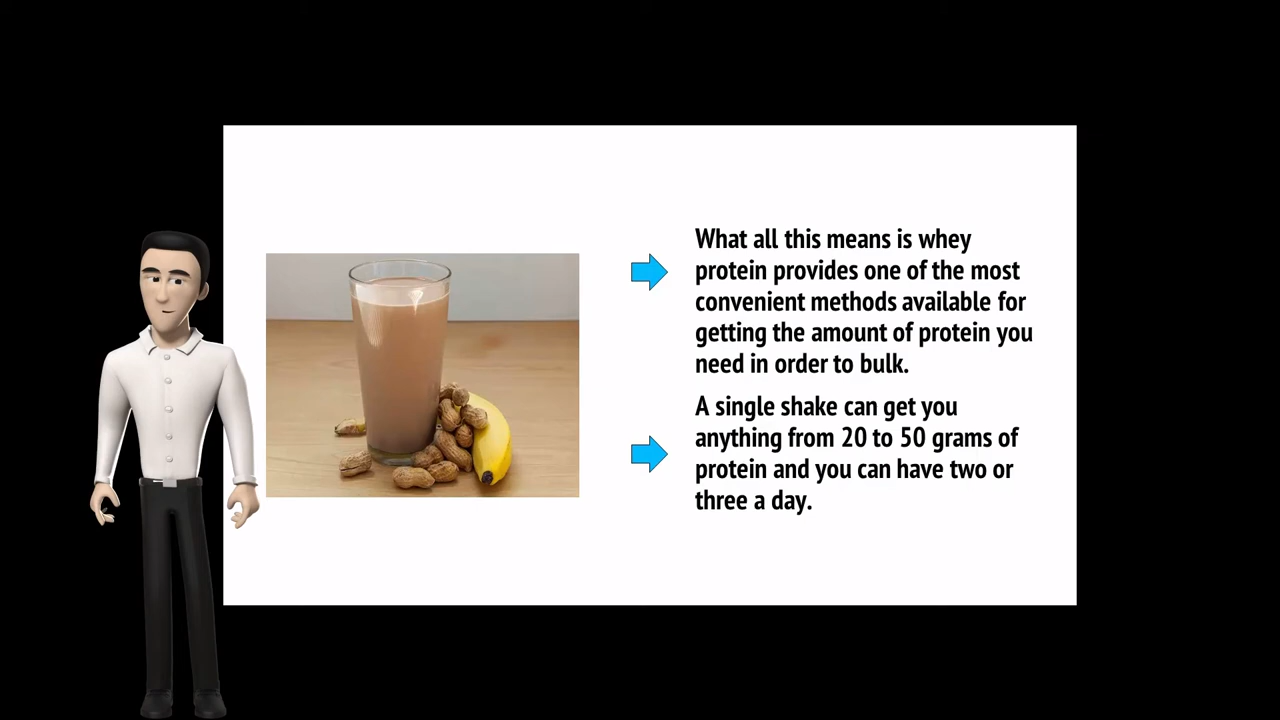 What all this means is whey
protein provides one of the most
convenient methods available for
getting the amount of protein you
need in order to bulk.
A single shake can get you
anything from 20 to 50 grams of
protein and you can have two or
three a day.